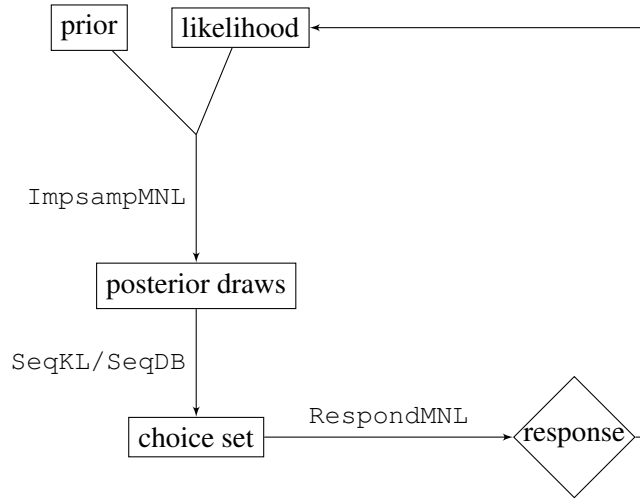 prior
likelihood
ImpsampMNL
posterior draws
SeqKL/SeqDB
choice set
RespondMNL
response